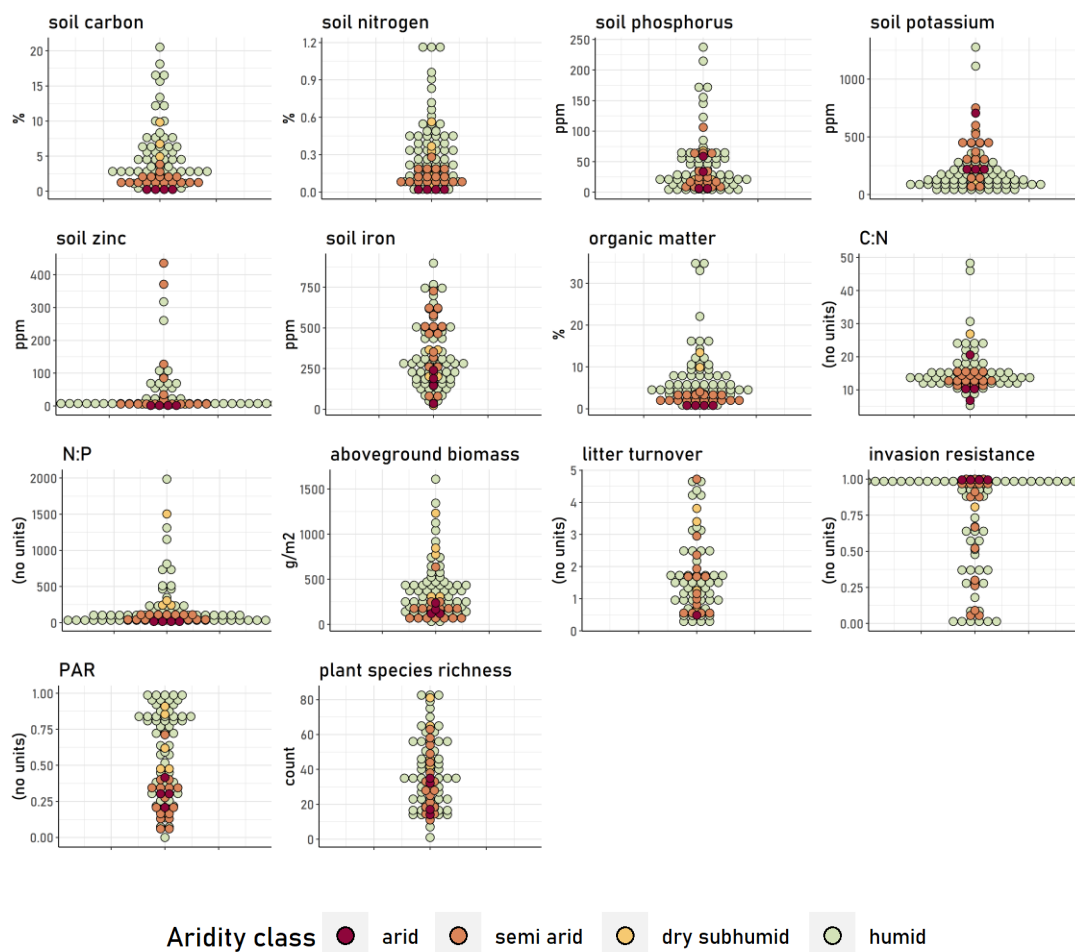 soil carbon
20
15
10
5
0
%
soil nitrogen
1.2
0.9
0.6
0.3
0.0
%
soil phosphorus
250
200
150
100
50
0
ppm
soil potassium
1000
500
0
ppm
soil zinc
400
300
200
100
0
ppm
soil iron
750
500
250
0
ppm
organic matter
30
20
10
0
%
C:N
50
40
30
20
10
(no units)
N:P
2000
1500
1000
500
0
(no units)
aboveground biomass
1500
1000
500
0
g/m2
litter turnover
5
4
3
2
1
0
(no units)
invasion resistance
1.00
0.75
0.50
0.25
0.00
(no units)
PAR
1.00
0.75
0.50
0.25
0.00
(no units)
plant species richness
80
60
40
20
0
count
Aridity class arid semi arid dry subhumid humid